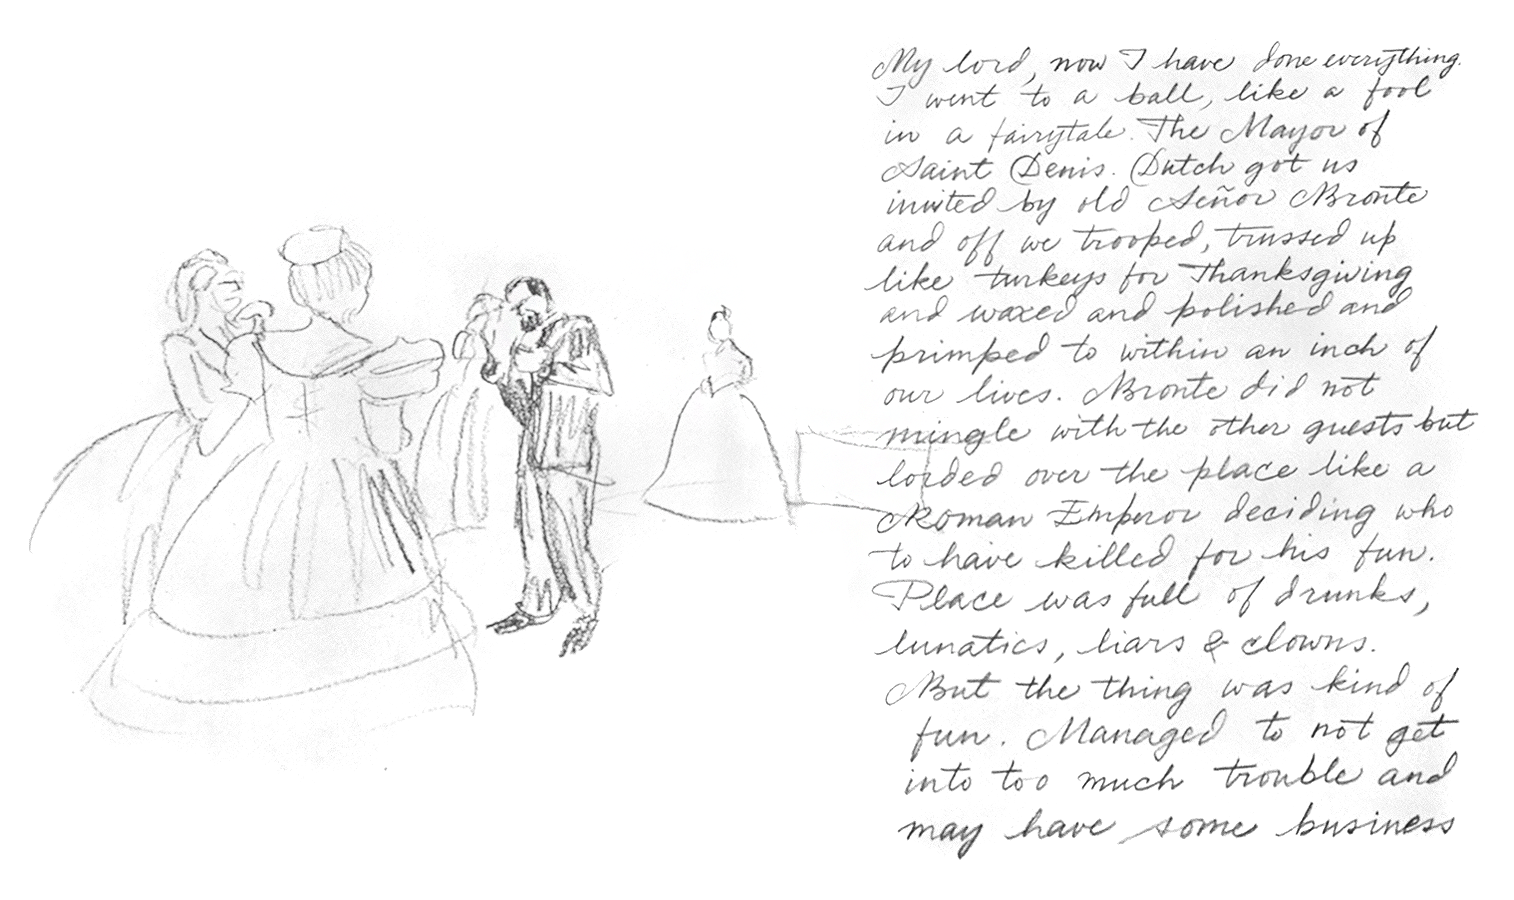 My lord, now I have done everything.
I went to a ball, like a fool
in a fairytale. The Mayor of
Saint Denis. Dutch got us
invited by old Señor Bronte
and off we trooped, trussed up
like turkeys for Thanksgiving
and waxed and polished and
primped to within an inch of
our lives. Bronte did not
mingle with the other guests but
lorded over the place like a
Roman Emperor deciding who
to have killed for his fun.
Place was full of drunks,
lunatics, liars & clowns.
But the thing was kind of
fun. Managed to not get
into too much trouble and
may have some business